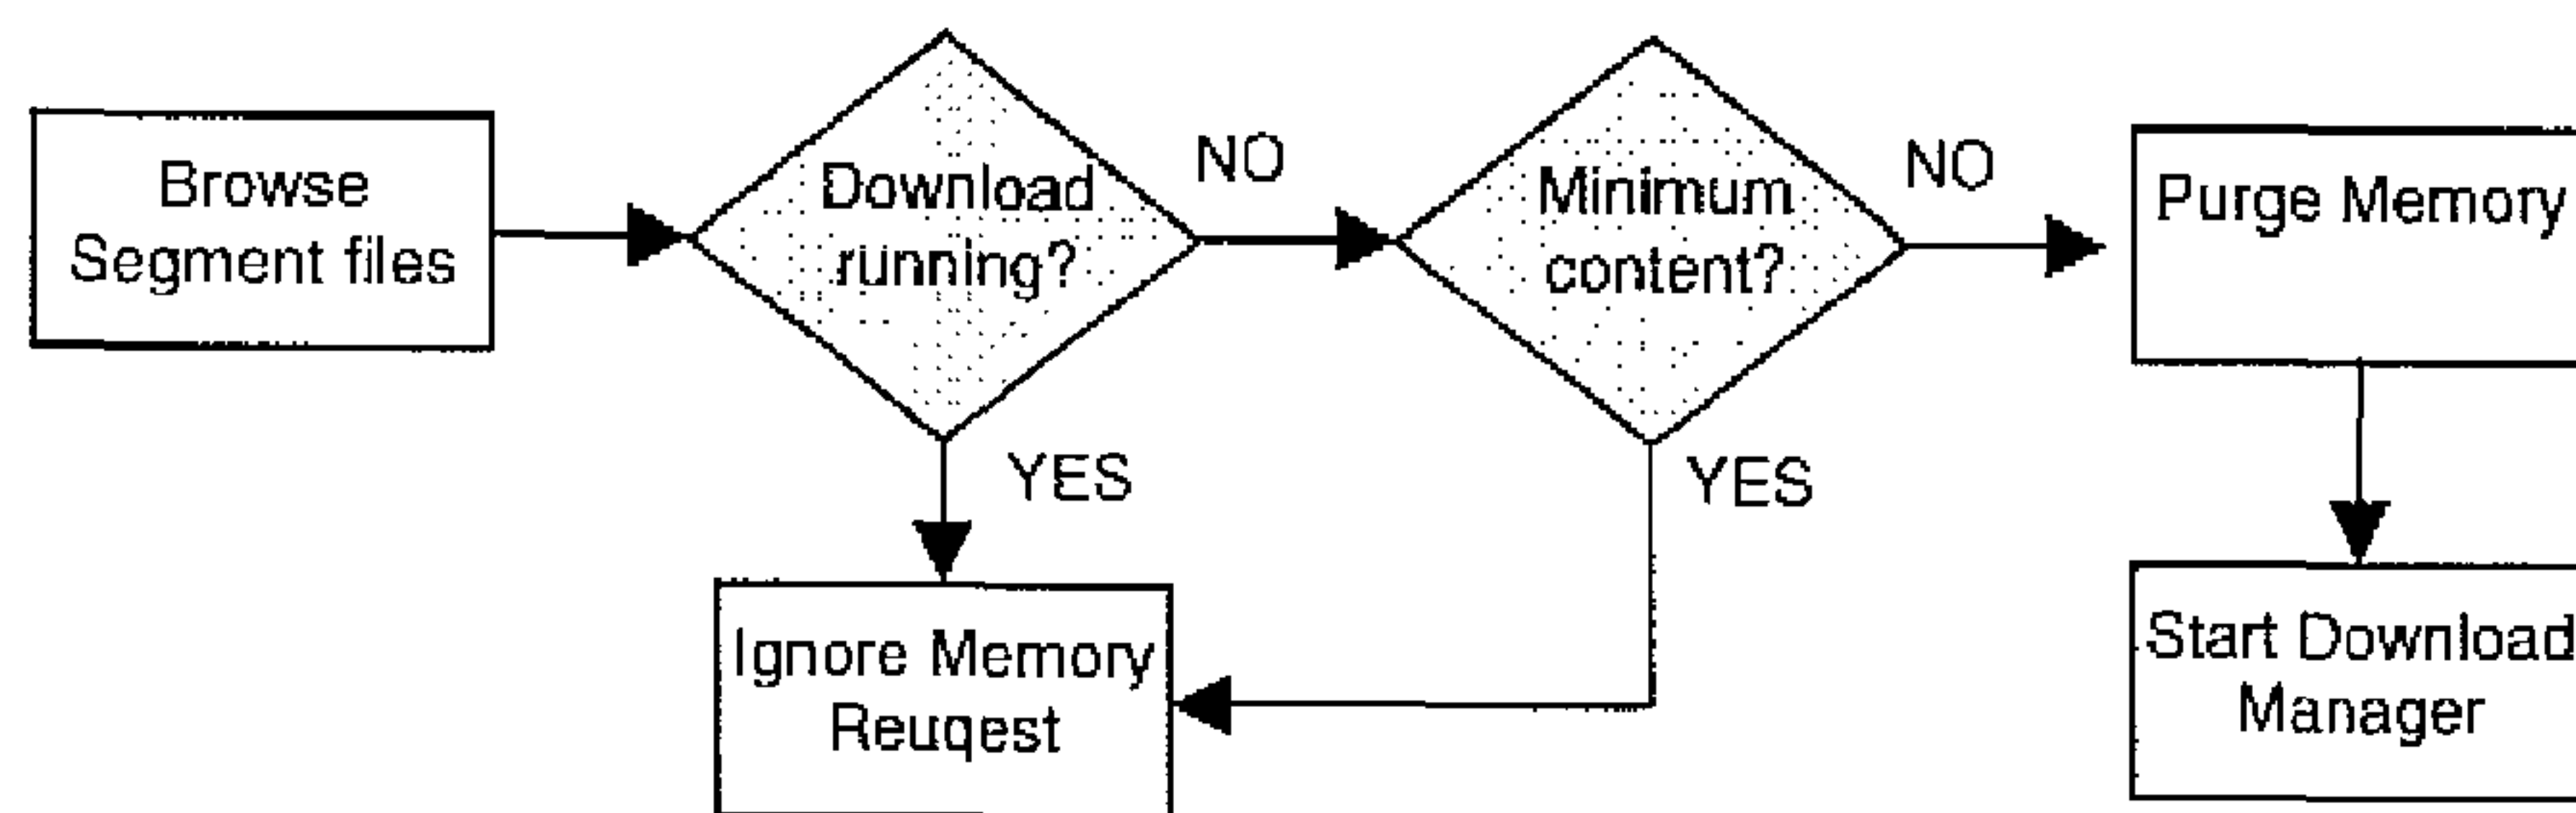 Browse
Segment files
Download
running?
NO
Minimum
content?
NO
Purge Memory
YES
YES
Ignore Memory
Reuqest
Start Download
Manager